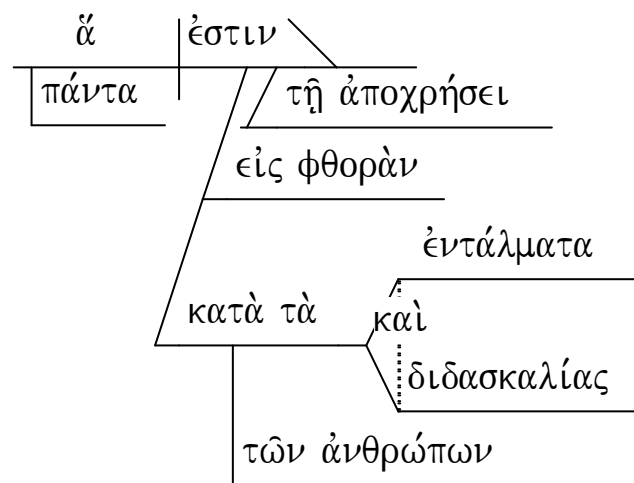 ἅ ἐστιν
πάντα τῇ ἀποχρήσει
εἰς φθορὰν
ἐντάλματα
κατὰ τὰ καὶ
διδασκαλίας
τῶν ἀνθρώπων